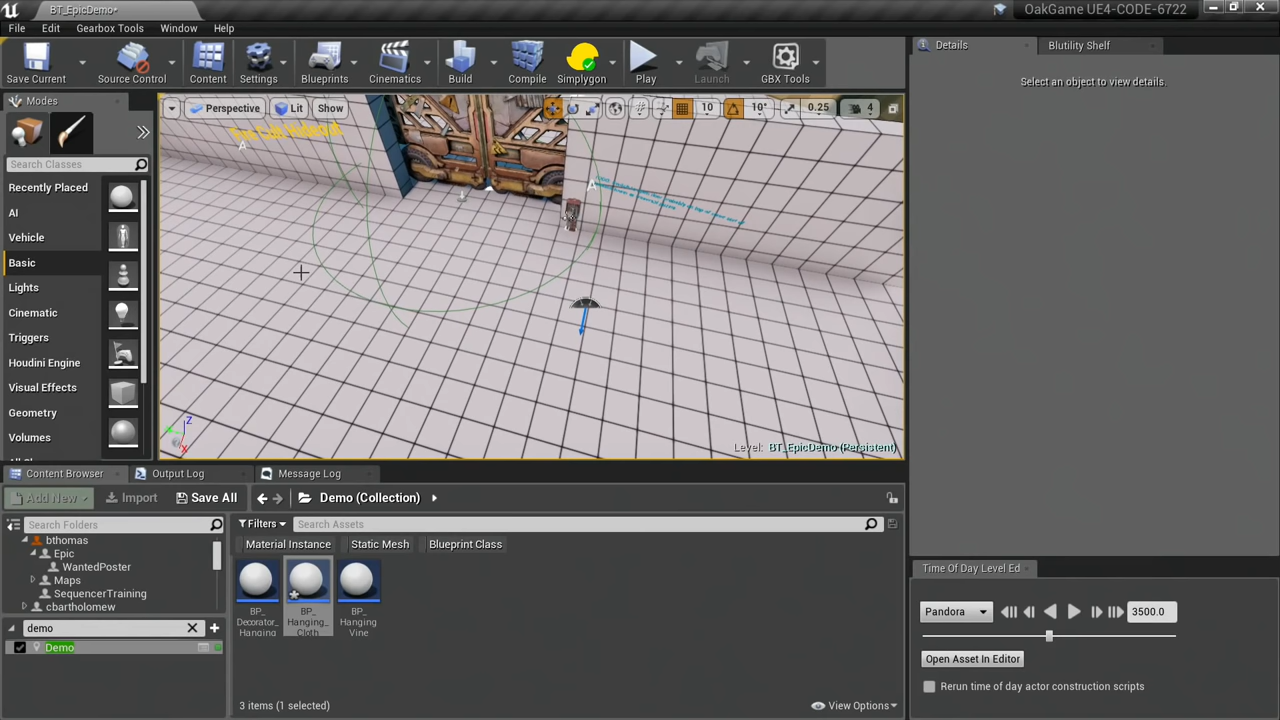 BT_EpicDemo*
OakGame UE4-CODE-6722
File Edit Gearbox Tools Window Help
Save Current
Source Control
Content
Settings
Blueprints
Cinematics
Build
Compile
Simplygon
Play
Launch
GBX Tools
Details
Blutility Shelf
Select an object to view details.
Modes
Search Classes
Recently Placed
AI
Vehicle
Basic
Lights
Cinematic
Triggers
Houdini Engine
Visual Effects
Geometry
Volumes
Perspective
Lit
Show
10
10°
0.25
4
Cult Hideout
A
A
Z
X
Level: BT_EpicDemo (Persistent)
Content Browser
Output Log
Message Log
Add New
Import
Save All
Demo (Collection)
Search Folders
Filters
Search Assets
Material Instance
Static Mesh
Blueprint Class
bthomas
Epic
WantedPoster
Maps
SequencerTraining
cbartholomew
demo
Demo
BP_
Decorator_
Hanging
BP_
Hanging_
Cloth
BP_
Hanging
Vine
3 items (1 selected)
View Options
Time Of Day Level Ed
Pandora
3500.0
Open Asset In Editor
Rerun time of day actor construction scripts